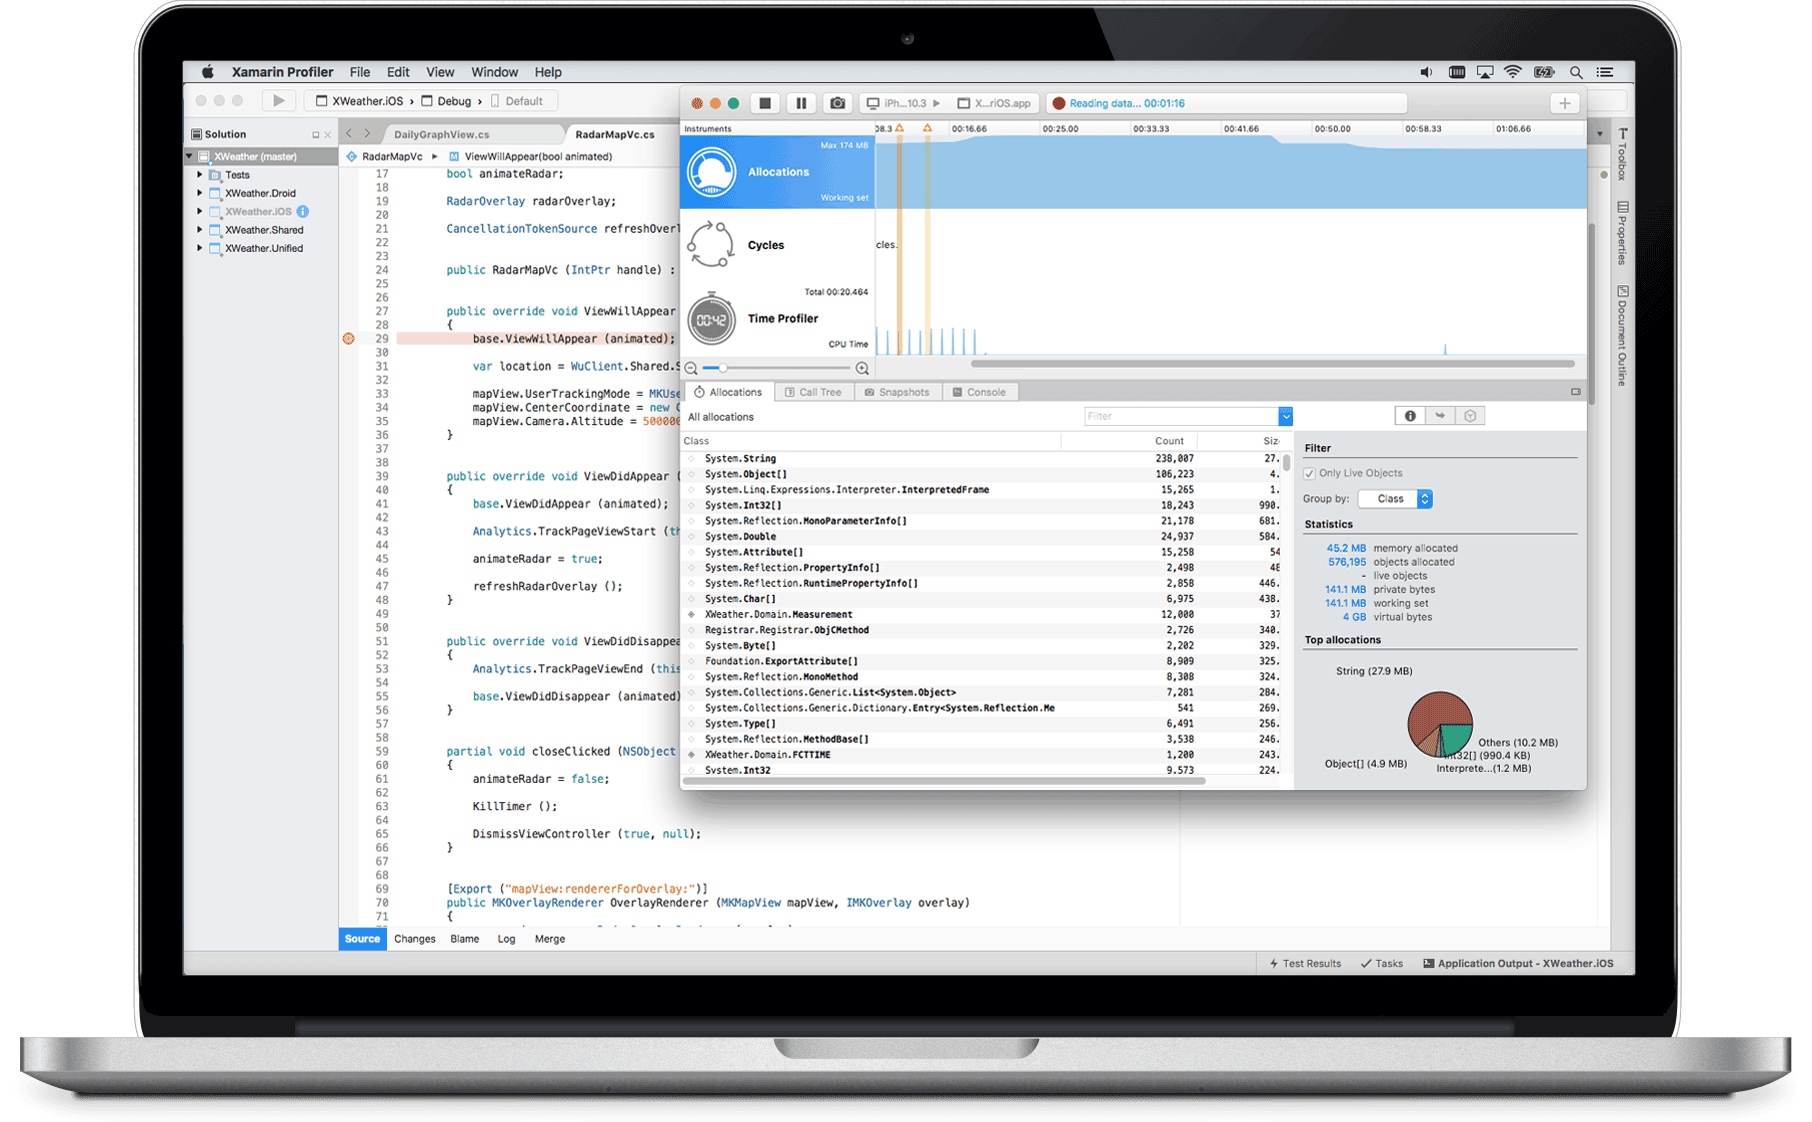 Xamarin Profiler File Edit View Window Help
XWeather.iOS › Debug › Default
Solution
XWeather (master)
Tests
XWeather.Droid
XWeather.iOS
XWeather.Shared
XWeather.Unified
DailyGraphView.cs
RadarMapVc.cs
RadarMapVc ViewWillAppear(bool animated)
17 bool animateRadar;
18
19 RadarOverlay radarOverlay;
20
21 CancellationTokenSource refreshOverl
22
23
24 public RadarMapVc (IntPtr handle) :
25
26
27 public override void ViewWillAppear
28 {
29 base.ViewWillAppear (animated);
30
31 var location = WuClient.Shared.S
32
33 mapView.UserTrackingMode = MKUse
34 mapView.CenterCoordinate = new C
35 mapView.Camera.Altitude = 500000
36 }
37
38
39 public override void ViewDidAppear (
40 {
41 base.ViewDidAppear (animated);
42
43 Analytics.TrackPageViewStart (th
44
45 animateRadar = true;
46
47 refreshRadarOverlay ();
48 }
49
50
51 public override void ViewDidDisappea
52 {
53 Analytics.TrackPageViewEnd (this
54
55 base.ViewDidDisappear (animated)
56 }
57
58
59 partial void closeClicked (NSObject
60 {
61 animateRadar = false;
62
63 KillTimer ();
64
65 DismissViewController (true, null);
66 }
67
68
69 [Export ("mapView:rendererForOverlay:")]
70 public MKOverlayRenderer OverlayRenderer (MKMapView mapView, IMKOverlay overlay)
71 {
Source Changes Blame Log Merge
Test Results Tasks Application Output - XWeather.iOS
Toolbox
Properties
Document Outline
iPh...10.3 X...riOS.app Reading data... 00:01:16
Instruments 08.3 00:16.66 00:25.00 00:33.33 00:41.66 00:50.00 00:58.33 01:06.66
Max 174 MB
Allocations
Working set
Cycles cles.
Total 00:20.464
00:42
Time Profiler
CPU Time
Allocations Call Tree Snapshots Console
All allocations Filter
Class Count Siz
System.String 238,007 27.
System.Object[] 106,223 4.
System.Linq.Expressions.Interpreter.InterpretedFrame 15,265 1.
System.Int32[] 18,243 990.
System.Reflection.MonoParameterInfo[] 21,178 681.
System.Double 24,937 584.
System.Attribute[] 15,258 54
System.Reflection.PropertyInfo[] 2,498 48
System.Reflection.RuntimePropertyInfo[] 2,858 446.
System.Char[] 6,975 438.
XWeather.Domain.Measurement 12,000 37
Registrar.Registrar.ObjCMethod 2,726 340.
System.Byte[] 2,202 329.
Foundation.ExportAttribute[] 8,909 325.
System.Reflection.MonoMethod 8,308 324.
System.Collections.Generic.List<System.Object> 7,281 284.
System.Collections.Generic.Dictionary.Entry<System.Reflection.Me 541 269.
System.Type[] 6,491 256.
System.Reflection.MethodBase[] 3,538 246.
XWeather.Domain.FCTTIME 1,200 243.
System.Int32 9,573 224.
Filter
Only Live Objects
Group by: Class
Statistics
45.2 MB memory allocated
576,195 objects allocated
- live objects
141.1 MB private bytes
141.1 MB working set
4 GB virtual bytes
Top allocations
String (27.9 MB)
Others (10.2 MB)
Int32[] (990.4 KB)
Object[] (4.9 MB)
Interprete...(1.2 MB)